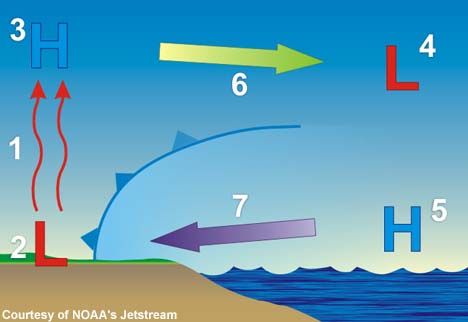 3 H
4 L
6
1
7
H 5
2 L
Courtesy of NOAA's Jetstream